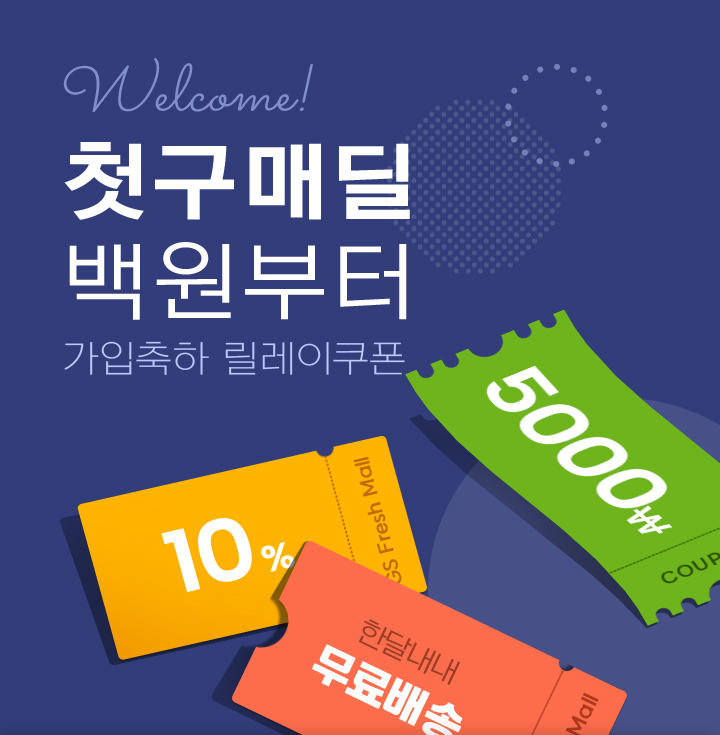 Welcome!
첫구매딜
백원부터
가입축하 릴레이쿠폰
5000₩
COUP
10%
GS Fresh Mall
한달내내
무료배송
Mall